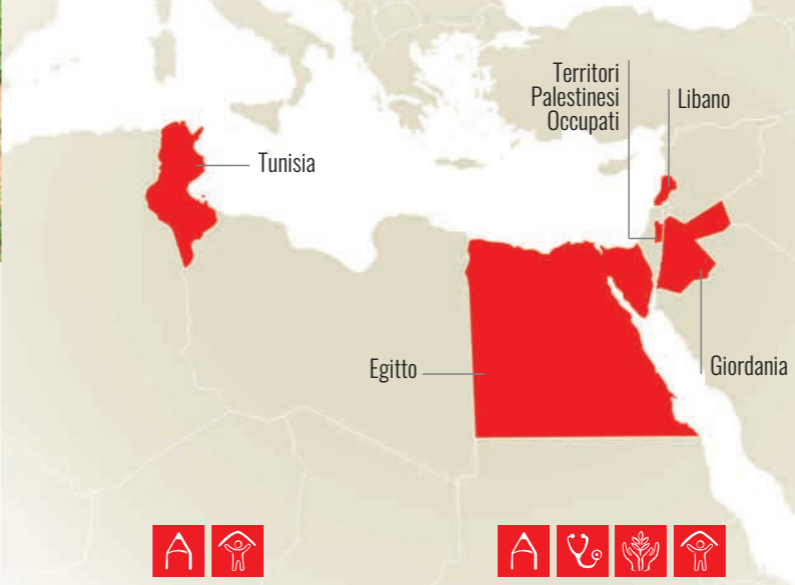 Territori
Palestinesi
Occupati
Libano
Tunisia
Egitto
Giordania